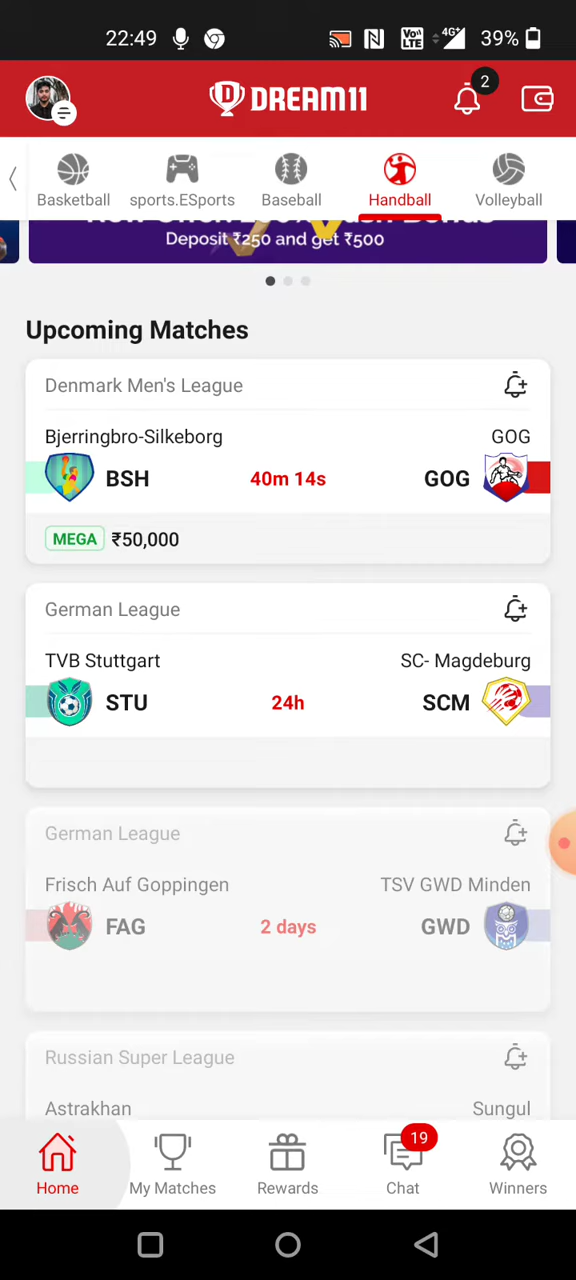 22:49
Vo LTE
4G+
39%
DREAM11
2
Basketball
sports.ESports
Baseball
Handball
Volleyball
Deposit ₹250 and get ₹500
Upcoming Matches
Denmark Men's League
Bjerringbro-Silkeborg
GOG
BSH
40m 14s
GOG
MEGA ₹50,000
German League
TVB Stuttgart
SC- Magdeburg
STU
24h
SCM
German League
Frisch Auf Goppingen
TSV GWD Minden
FAG
2 days
GWD
Russian Super League
Astrakhan
Sungul
19
Home
My Matches
Rewards
Chat
Winners